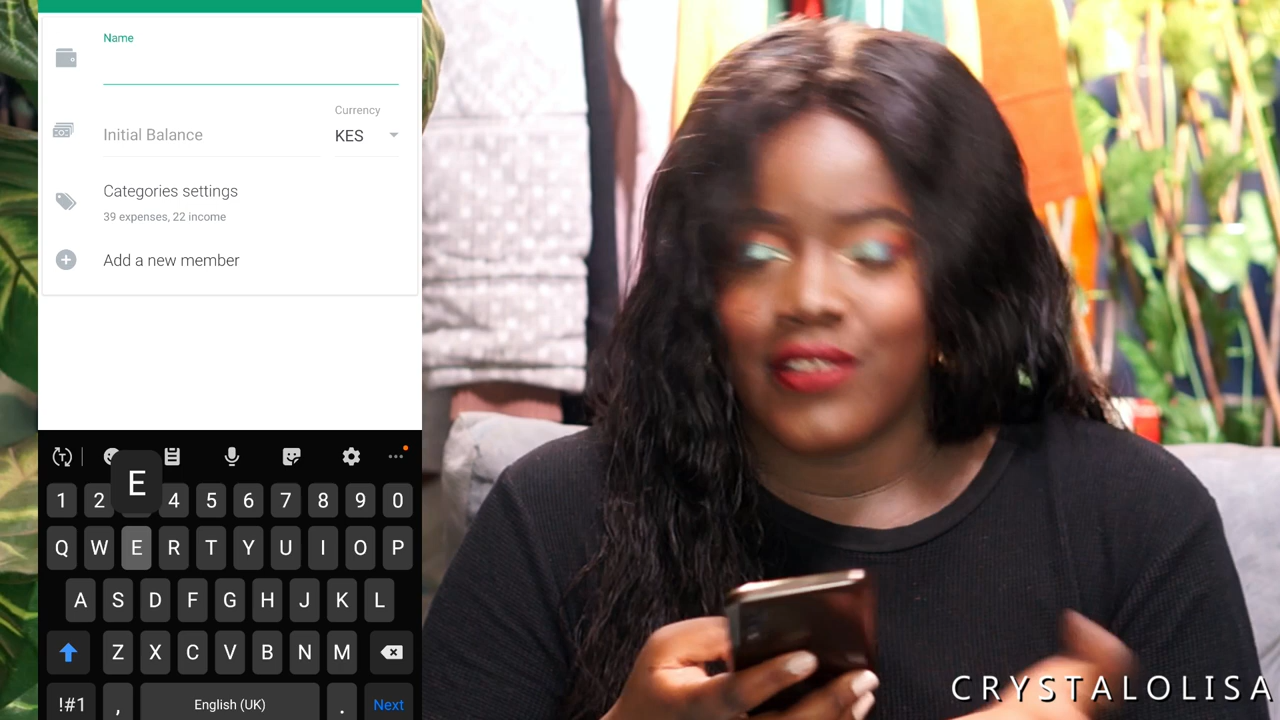 Name
Currency
Initial Balance
KES
Categories settings
39 expenses, 22 income
Add a new member
E
1 2 4 5 6 7 8 9 0
Q W E R T Y U I O P
A S D F G H J K L
Z X C V B N M
!#1 , English (UK) . Next
CRYSTALOLISA